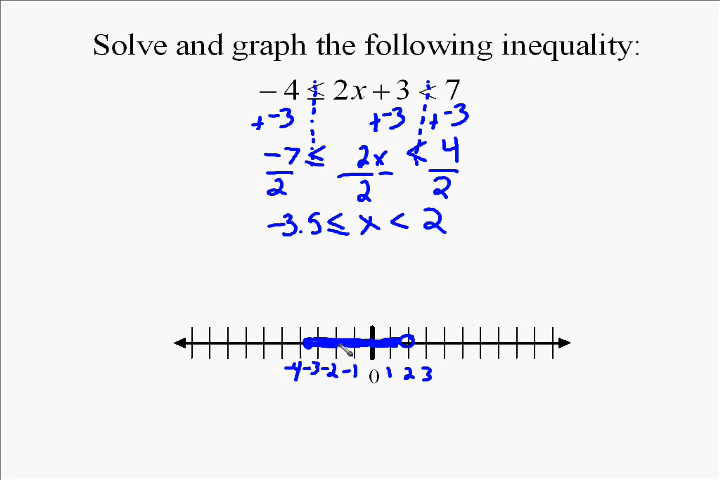 Solve and graph the following inequality:
-4 ≤ 2x + 3 < 7
+-3 +-3 +-3
-7 ≤ 2x < 4
2 2 2
-3.5 ≤ x < 2
-4 -3 -2 -1 0 1 2 3